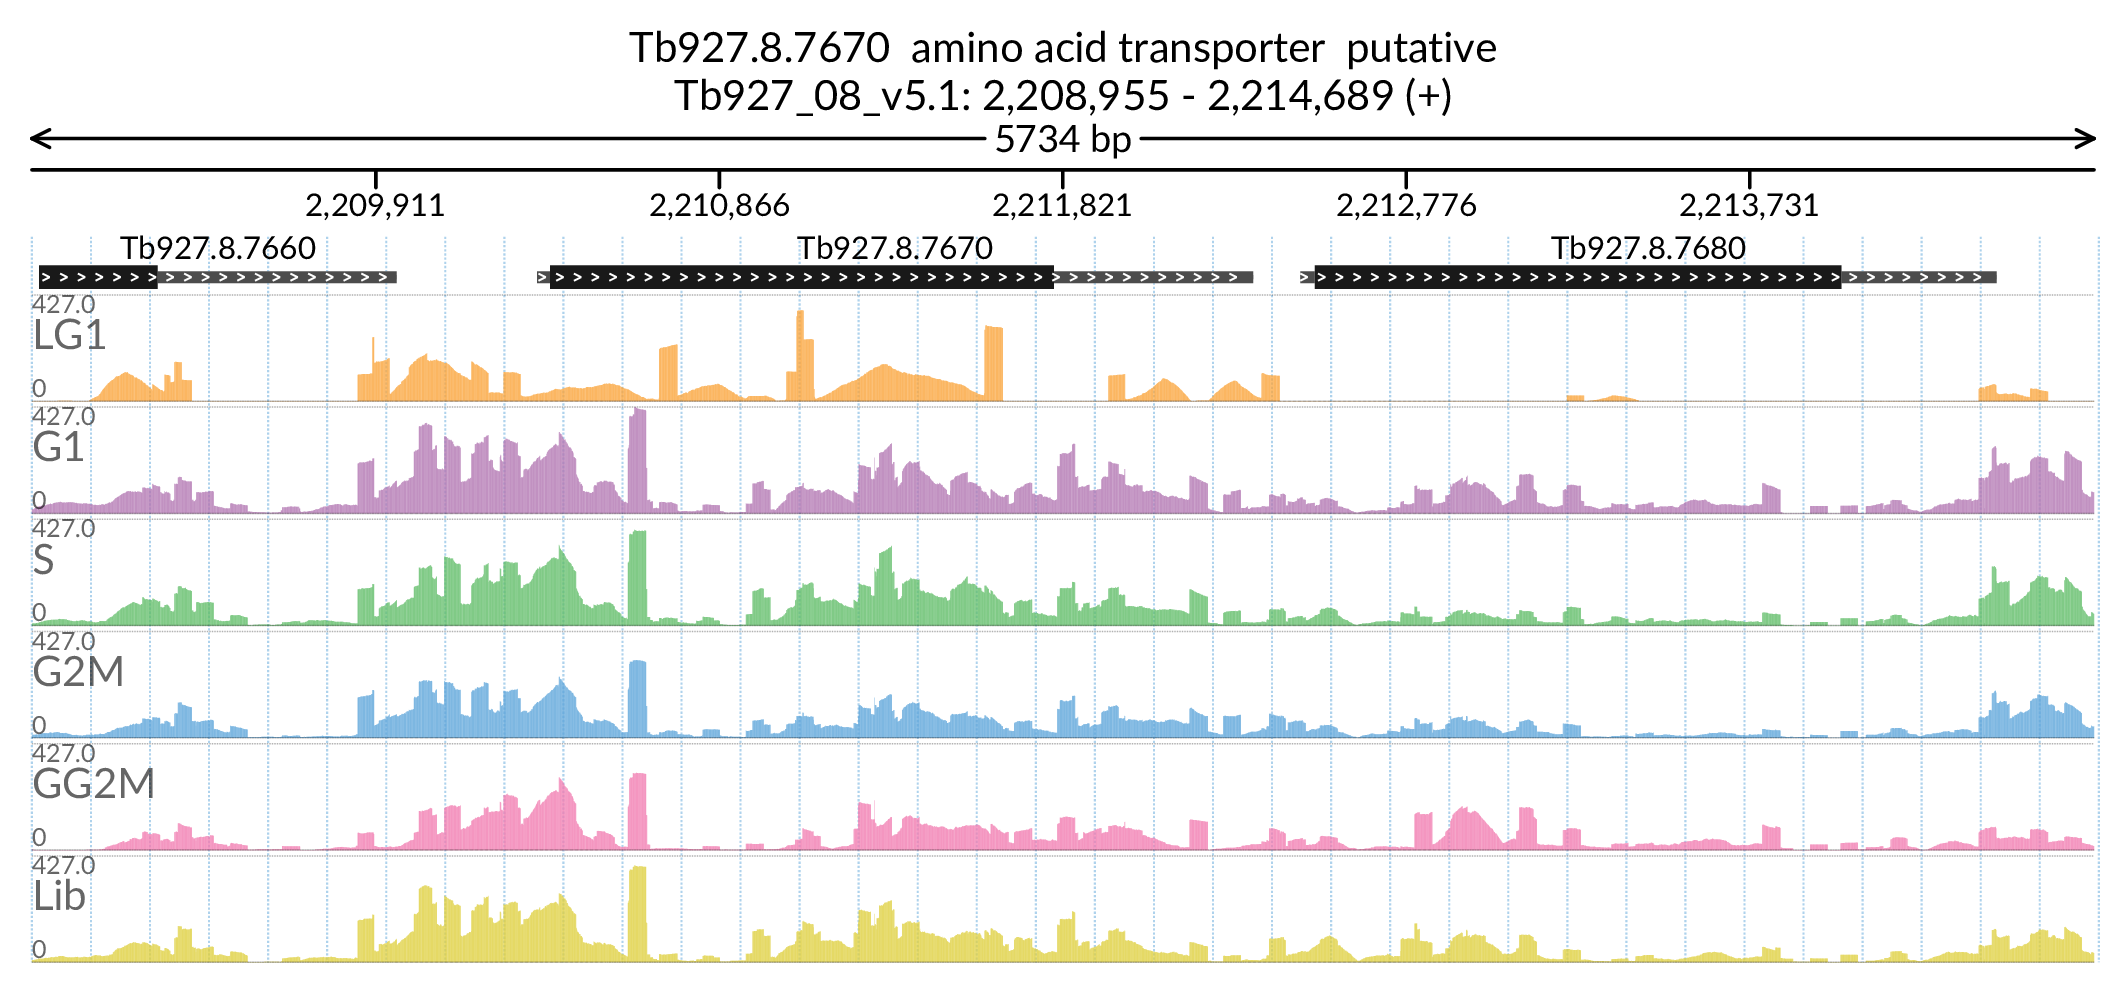 Tb927.8.7670  amino acid transporter  putative
Tb927_08_v5.1: 2,208,955 - 2,214,689 (+)
5734 bp
2,209,911 2,210,866 2,211,821 2,212,776 2,213,731
Tb927.8.7660 Tb927.8.7670 Tb927.8.7680
427.0
LG1
0
427.0
G1
0
427.0
S
0
427.0
G2M
0
427.0
GG2M
0
427.0
Lib
0